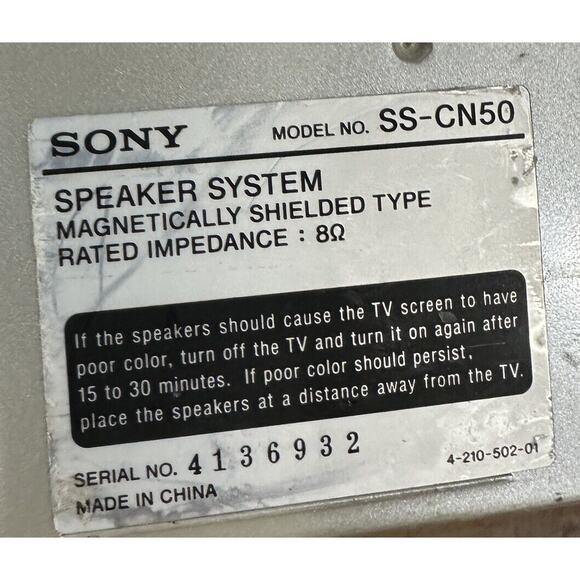 SONY MODEL NO. SS-CN50
SPEAKER SYSTEM
MAGNETICALLY SHIELDED TYPE
RATED IMPEDANCE : 8Ω
If the speakers should cause the TV screen to have
poor color, turn off the TV and turn it on again after
15 to 30 minutes. If poor color should persist,
place the speakers at a distance away from the TV.
SERIAL NO. 4136932 4-210-502-01
MADE IN CHINA